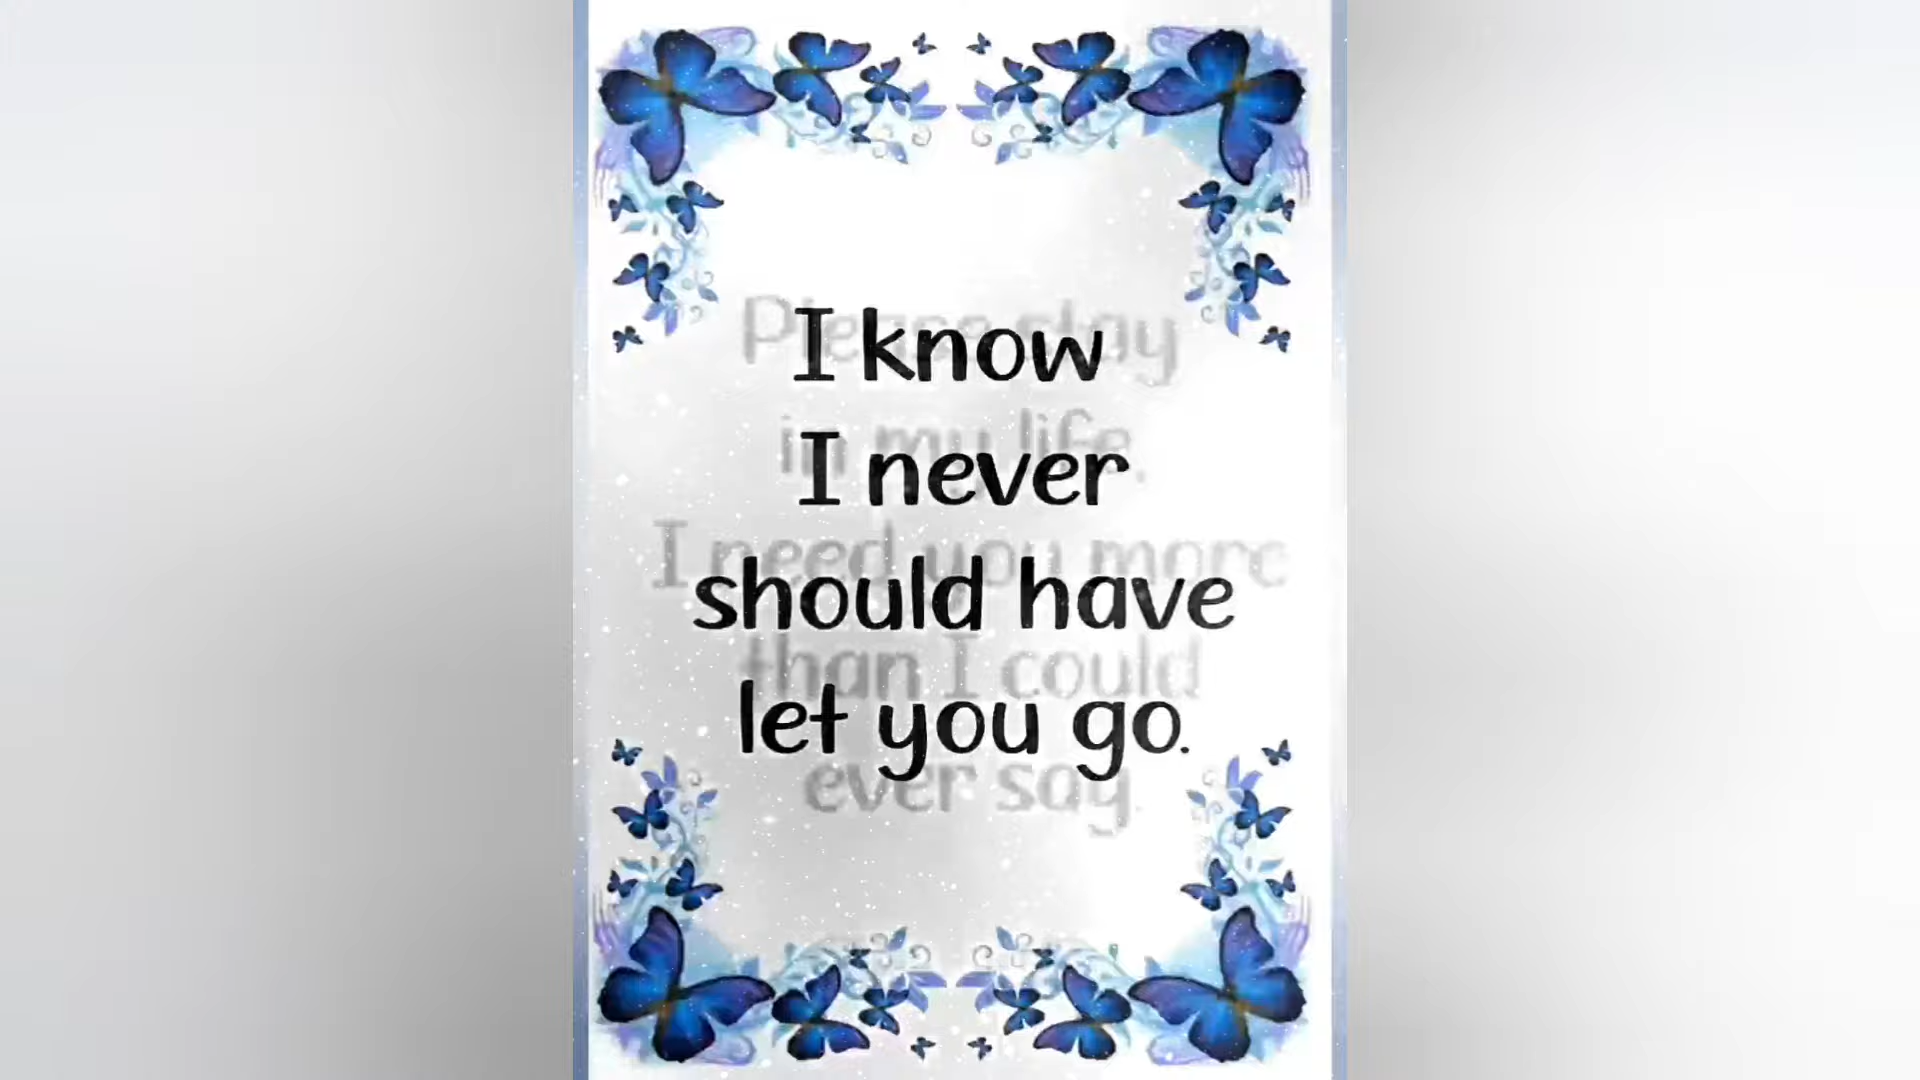 I know
I never
should have
let you go.
Please stay
in my life.
I need you more
than I could
ever say.